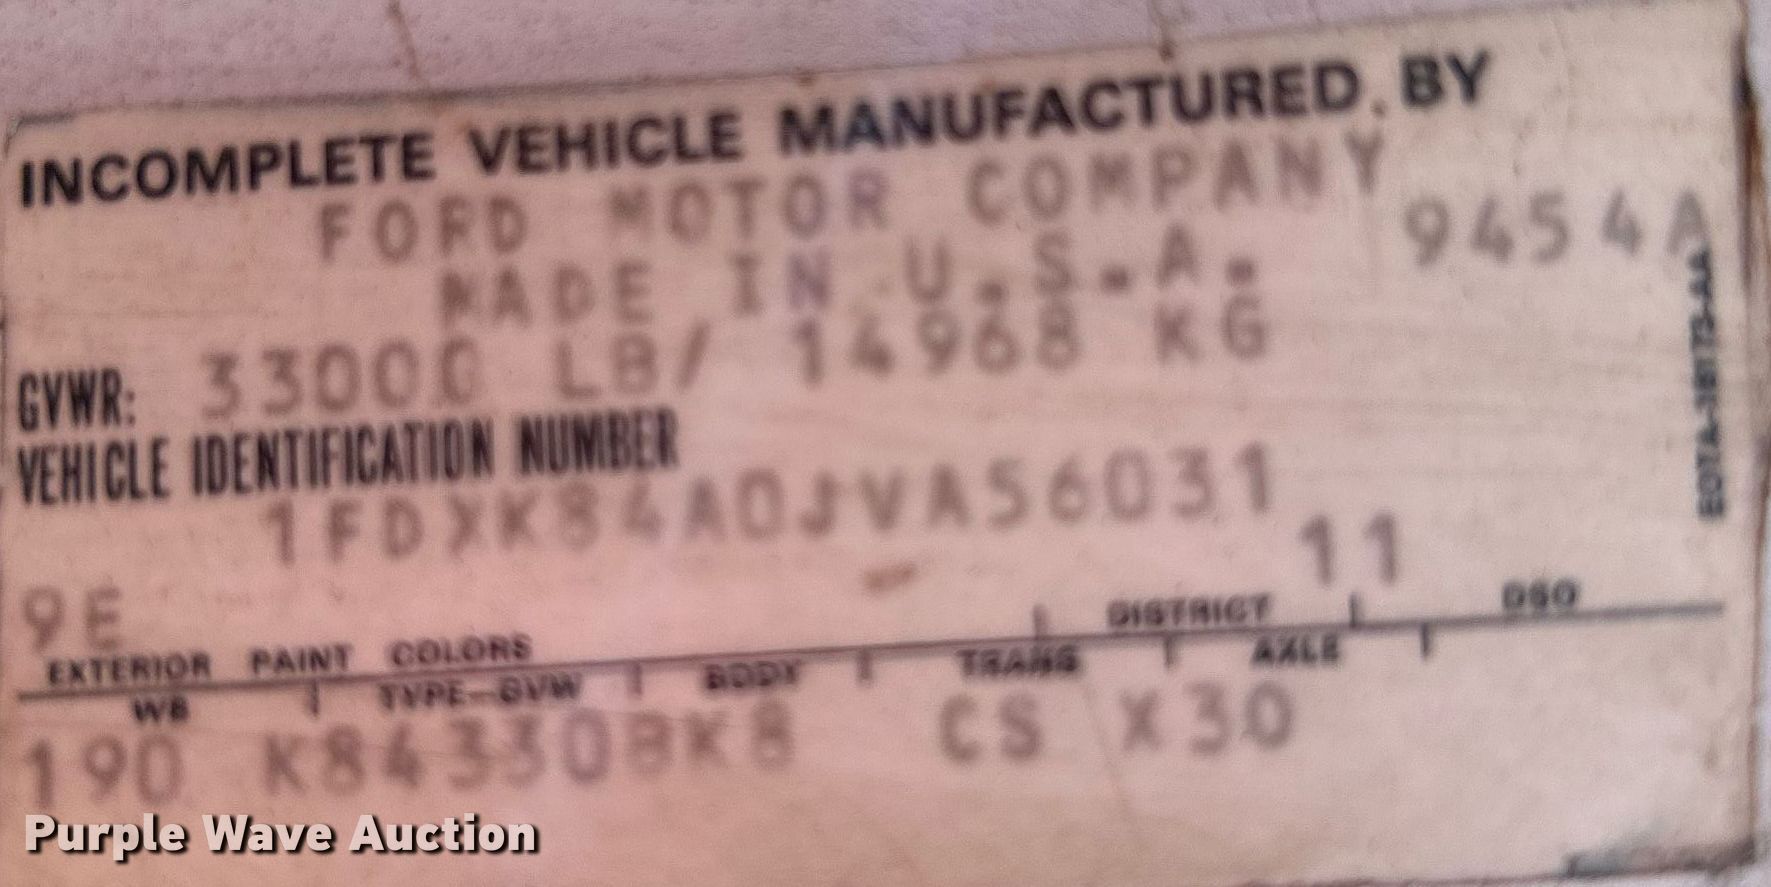 INCOMPLETE VEHICLE MANUFACTURED BY
FORD MOTOR COMPANY
9454A
MADE IN U.S.A.
GVWR: 33000 LB/ 14968 KG
VEHICLE IDENTIFICATION NUMBER
1FDXK84A0JVA56031
11
9E
EXTERIOR PAINT COLORS DISTRICT DSO
WB TYPE-GVW BODY TRANS AXLE
190 K84330BK8 CS X30
Purple Wave Auction